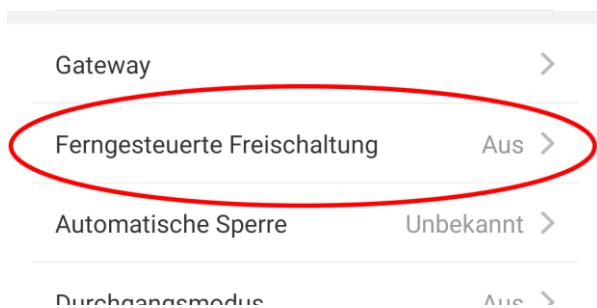 Gateway
Ferngesteuerte Freischaltung Aus
Automatische Sperre Unbekannt
Durchgangsmodus Aus